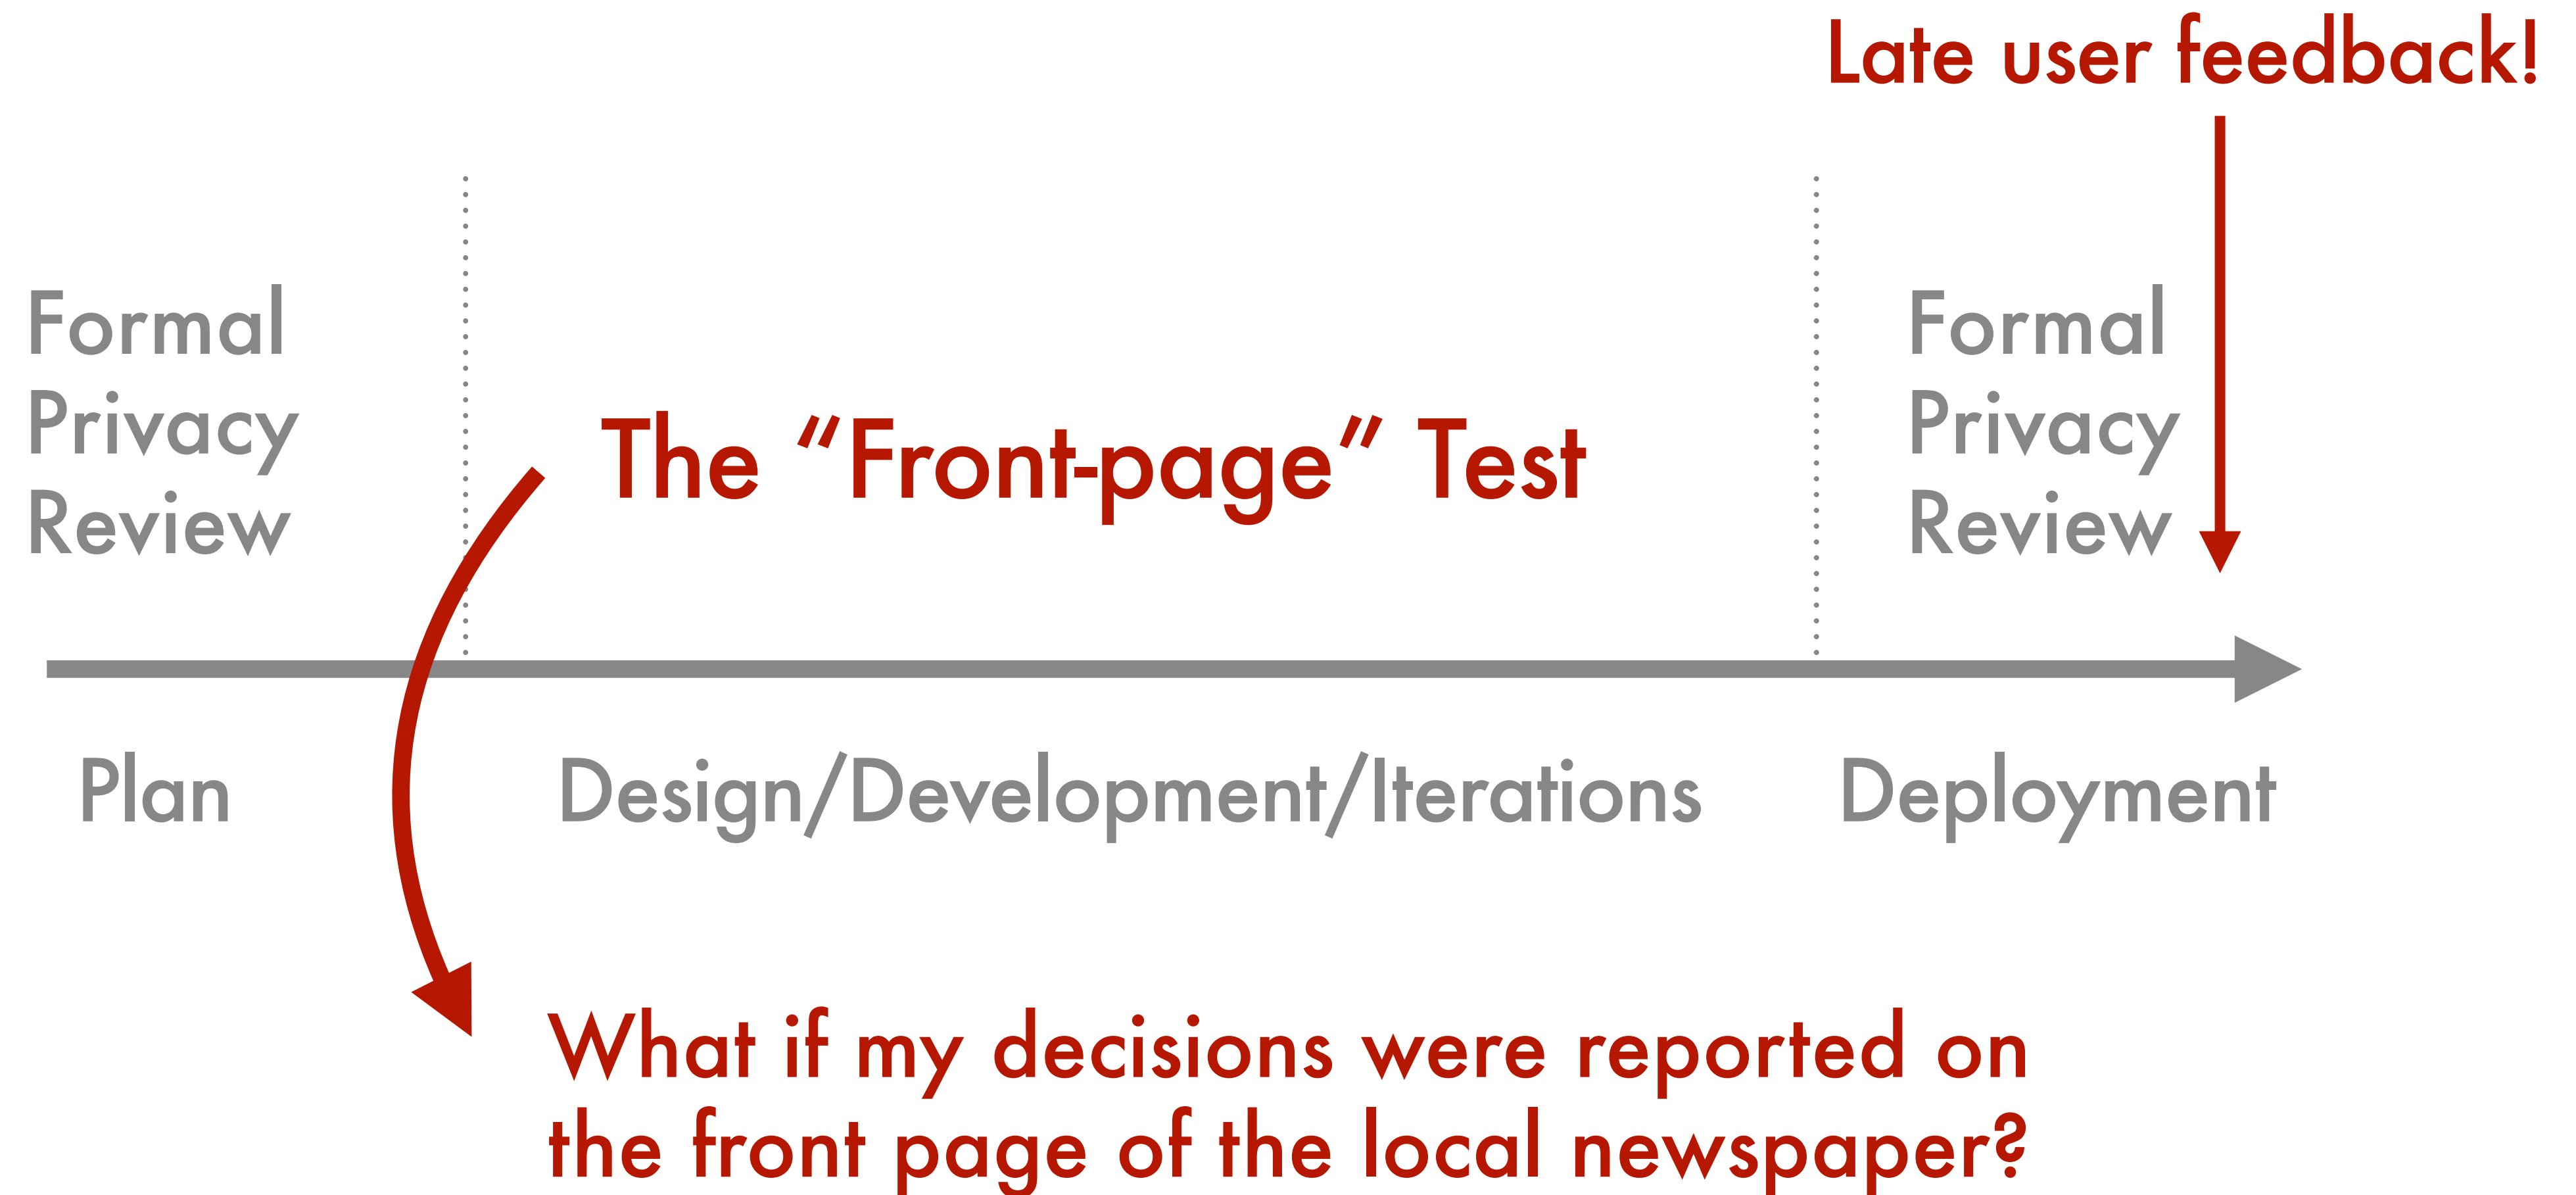 Late user feedback!
Formal
Privacy
Review
The “Front-page” Test
Formal
Privacy
Review
Plan
Design/Development/Iterations
Deployment
What if my decisions were reported on
the front page of the local newspaper?